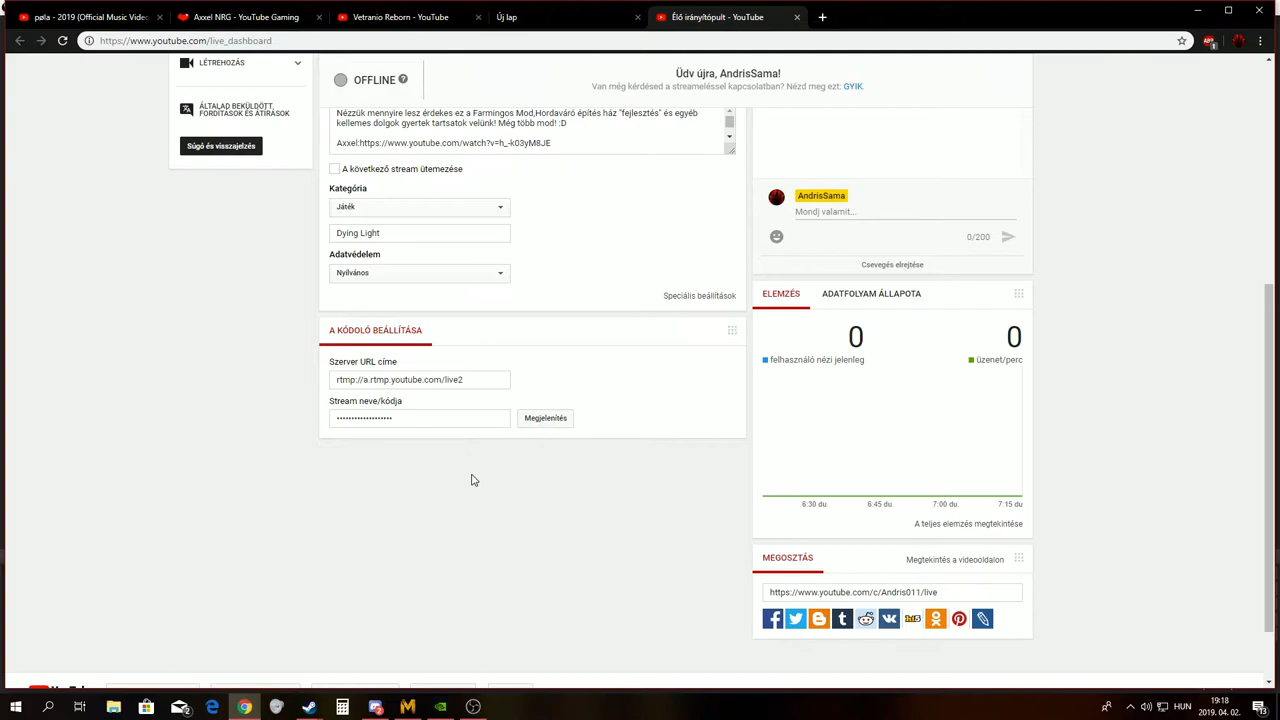 pøla - 2019 (Official Music Video
Axxel NRG - YouTube Gaming
Vetranio Reborn - YouTube
Új lap
Élő irányítópult - YouTube
https://www.youtube.com/live_dashboard
LÉTREHOZÁS
ÁLTALAD BEKÜLDÖTT
FORDÍTÁSOK ÉS ÁTÍRÁSOK
Súgó és visszajelzés
OFFLINE
Üdv újra, AndrisSama!
Van még kérdésed a streameléssel kapcsolatban? Nézd meg ezt: GYIK.
Nézzük mennyire lesz érdekes ez a Farmingos Mod,Hordaváró építés ház "fejlesztés" és egyéb
kellemes dolgok gyertek tartsatok velünk! Még több mod! :D
Axxel:https://www.youtube.com/watch?v=h_-k03yM8JE
A következő stream ütemezése
Kategória
Játék
Dying Light
Adatvédelem
Nyilvános
Speciális beállítások
A KÓDOLÓ BEÁLLÍTÁSA
Szerver URL címe
rtmp://a.rtmp.youtube.com/live2
Stream neve/kódja
•••••••••••••••••••
Megjelenítés
AndrisSama
Mondj valamit...
0/200
Csevegés elrejtése
ELEMZÉS
ADATFOLYAM ÁLLAPOTA
0
0
felhasználó nézi jelenleg
üzenet/perc
6:30 du.
6:45 du.
7:00 du.
7:15 du
A teljes elemzés megtekintése
MEGOSZTÁS
Megtekintés a videooldalon
https://www.youtube.com/c/Andris011/live
HUN
19:18
2019. 04. 02.
13